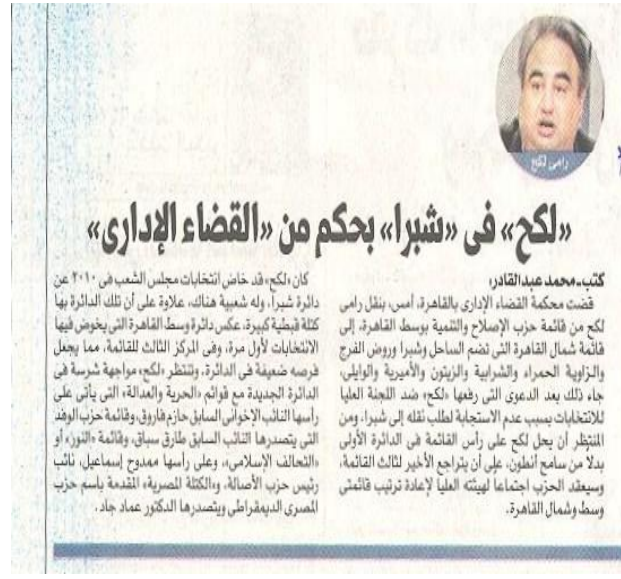 رامى لكح
«لكح» فى «شبرا» بحكم من «القضاء الإدارى»
كتب-محمد عبدالقادر:
قضت محكمة القضاء الإدارى بالقاهرة، أمس، بنقل رامى
لكح من قائمة حزب الإصلاح والتنمية بوسط القاهرة، إلى
قائمة شمال القاهرة التى تضم الساحل وشبرا وروض الفرج
والزاوية الحمراء والشرابية والزيتون والأميرية والوايلى،
جاء ذلك بعد الدعوى التى رفعها «لكح» ضد اللجنة العليا
للانتخابات بسبب عدم الاستجابة لطلب نقله إلى شبرا، ومن
المنتظر أن يحل لكح على رأس القائمة فى الدائرة الأولى
بدلا من سامح أنطون، على أن يتراجع الأخير لثالث القائمة،
وسيعقد الحزب اجتماعا لهيئته العليا لإعادة ترتيب قائمتى
وسط وشمال القاهرة.
كان «لكح» قد خاض انتخابات مجلس الشعب فى ٢٠١٠ عن
دائرة شبرا، وله شعبية هناك، علاوة على أن تلك الدائرة بها
كتلة قبطية كبيرة، عكس دائرة وسط القاهرة التى يخوض فيها
الانتخابات لأول مرة، وفى المركز الثالث للقائمة، مما يجعل
فرصه ضعيفة فى الدائرة. وتنتظر «لكح» مواجهة شرسة فى
الدائرة الجديدة مع قوائم «الحرية والعدالة» التى يأتى على
رأسها النائب الإخوانى السابق حازم فاروق، وقائمة حزب الوفد
التى يتصدرها النائب السابق طارق سباق، وقائمة «النور» أو
«التحالف الإسلامى»، وعلى رأسها ممدوح إسماعيل، نائب
رئيس حزب الأصالة، و«الكتلة المصرية» المقدمة باسم حزب
المصرى الديمقراطى ويتصدرها الدكتور عماد جاد.